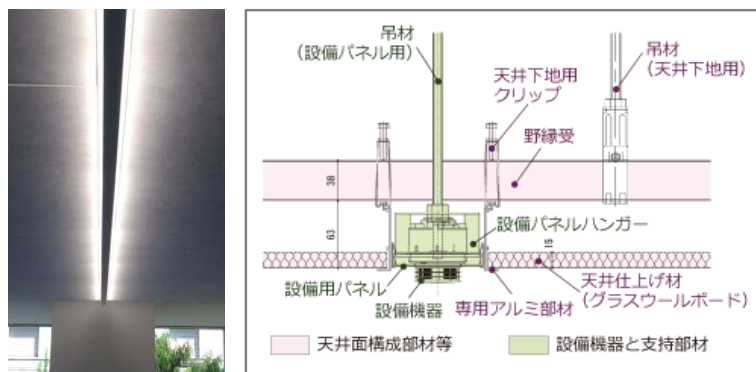 吊材
（設備パネル用）
天井下地用
クリップ
吊材
（天井下地用）
野縁受
38
63
設備パネルハンガー
15
設備用パネル
設備機器
専用アルミ部材
天井仕上げ材
（グラスウールボード）
天井面構成部材等
設備機器と支持部材